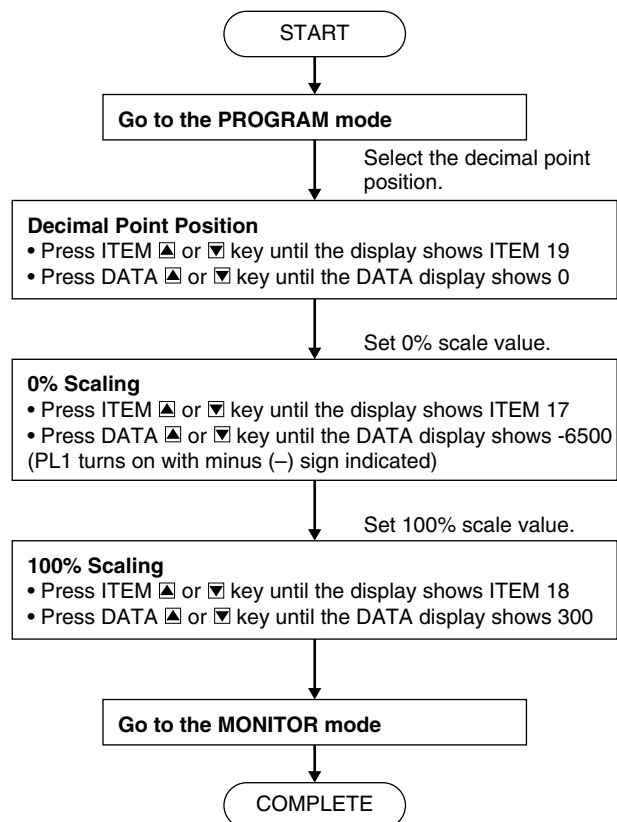 START
Go to the PROGRAM mode
Select the decimal point
position.
Decimal Point Position
• Press ITEM ▲ or ▼ key until the display shows ITEM 19
• Press DATA ▲ or ▼ key until the DATA display shows 0
Set 0% scale value.
0% Scaling
• Press ITEM ▲ or ▼ key until the display shows ITEM 17
• Press DATA ▲ or ▼ key until the DATA display shows -6500
(PL1 turns on with minus (–) sign indicated)
Set 100% scale value.
100% Scaling
• Press ITEM ▲ or ▼ key until the display shows ITEM 18
• Press DATA ▲ or ▼ key until the DATA display shows 300
Go to the MONITOR mode
COMPLETE